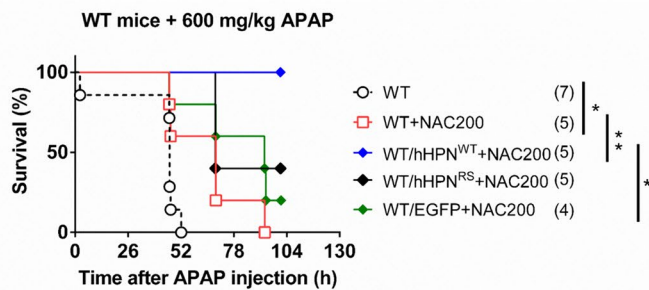 WT mice + 600 mg/kg APAP
Survival (%)
100
50
0
0 26 52 78 104 130
Time after APAP injection (h)
WT (7)
WT+NAC200 (5)
WT/hHPNᵂᵀ+NAC200 (5)
WT/hHPNᴿˢ+NAC200 (5)
WT/EGFP+NAC200 (4)
*
**
*